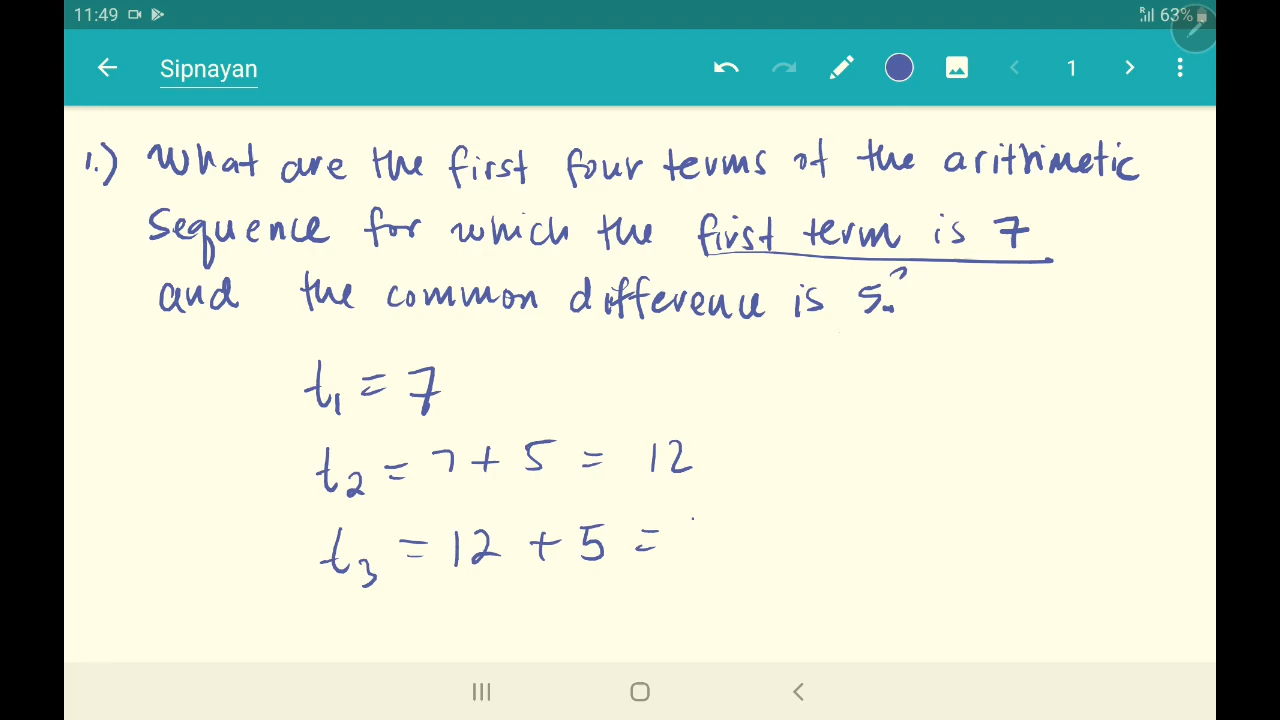 11:49 63%
Sipnayan 1
1.) What are the first four terms of the arithmetic
sequence for which the first term is 7
and the common difference is 5.?
t₁ = 7
t₂ = 7 + 5 = 12
t₃ = 12 + 5 =